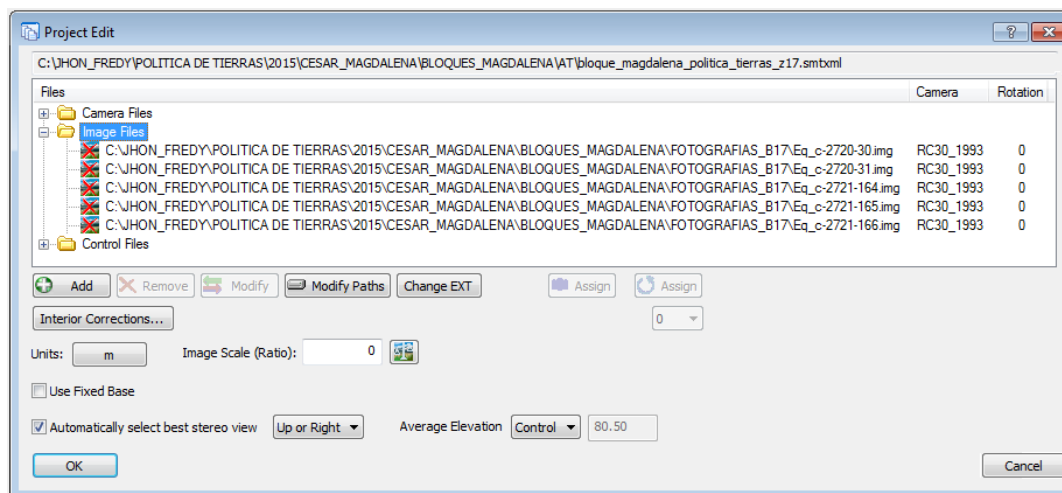 Project Edit
C:\JHON_FREDY\POLITICA DE TIERRAS\2015\CESAR_MAGDALENA\BLOQUES_MAGDALENA\AT\bloque_magdalena_politica_tierras_z17.smtxml
Files Camera Rotation
Camera Files
Image Files
C:\JHON_FREDY\POLITICA DE TIERRAS\2015\CESAR_MAGDALENA\BLOQUES_MAGDALENA\FOTOGRAFIAS_B17\Eq_c-2720-30.img RC30_1993 0
C:\JHON_FREDY\POLITICA DE TIERRAS\2015\CESAR_MAGDALENA\BLOQUES_MAGDALENA\FOTOGRAFIAS_B17\Eq_c-2720-31.img RC30_1993 0
C:\JHON_FREDY\POLITICA DE TIERRAS\2015\CESAR_MAGDALENA\BLOQUES_MAGDALENA\FOTOGRAFIAS_B17\Eq_c-2721-164.img RC30_1993 0
C:\JHON_FREDY\POLITICA DE TIERRAS\2015\CESAR_MAGDALENA\BLOQUES_MAGDALENA\FOTOGRAFIAS_B17\Eq_c-2721-165.img RC30_1993 0
C:\JHON_FREDY\POLITICA DE TIERRAS\2015\CESAR_MAGDALENA\BLOQUES_MAGDALENA\FOTOGRAFIAS_B17\Eq_c-2721-166.img RC30_1993 0
Control Files
Add Remove Modify Modify Paths Change EXT Assign Assign
Interior Corrections... 0
Units: m Image Scale (Ratio): 0
Use Fixed Base
Automatically select best stereo view Up or Right Average Elevation Control 80.50
OK Cancel